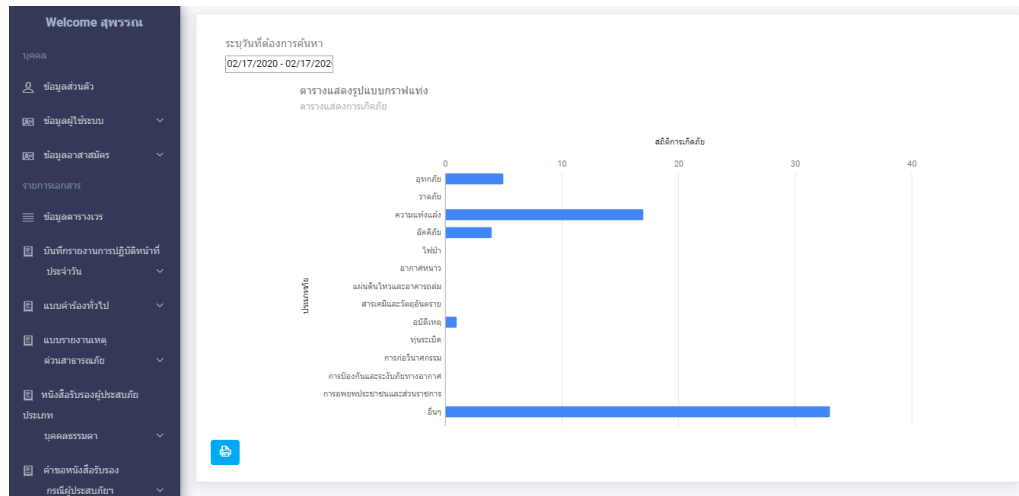 Welcome สุพรรณ
บุคคล
ข้อมูลส่วนตัว
ข้อมูลผู้ใช้ระบบ
ข้อมูลอาสาสมัคร
รายการเอกสาร
ข้อมูลตารางเวร
บันทึกรายงานการปฏิบัติหน้าที่
ประจำวัน
แบบคำร้องทั่วไป
แบบรายงานเหตุ
ด่วนสาธารณภัย
หนังสือรับรองผู้ประสบภัย
ประเภท
บุคคลธรรมดา
คำขอหนังสือรับรอง
กรณีผู้ประสบภัยฯ
ระบุวันที่ต้องการค้นหา
02/17/2020 - 02/17/202
ตารางแสดงรูปแบบกราฟแท่ง
ตารางแสดงการเกิดภัย
สถิติการเกิดภัย
0 10 20 30 40
ประเภทภัย
อุทกภัย
วาตภัย
ความแห้งแล้ง
อัคคีภัย
ไฟป่า
อากาศหนาว
แผ่นดินไหวและอาคารถล่ม
สารเคมีและวัตถุอันตราย
อุบัติเหตุ
ทุ่นระเบิด
การก่อวินาศกรรม
การป้องกันและระงับภัยทางอากาศ
การอพยพประชาชนและส่วนราชการ
อื่นๆ